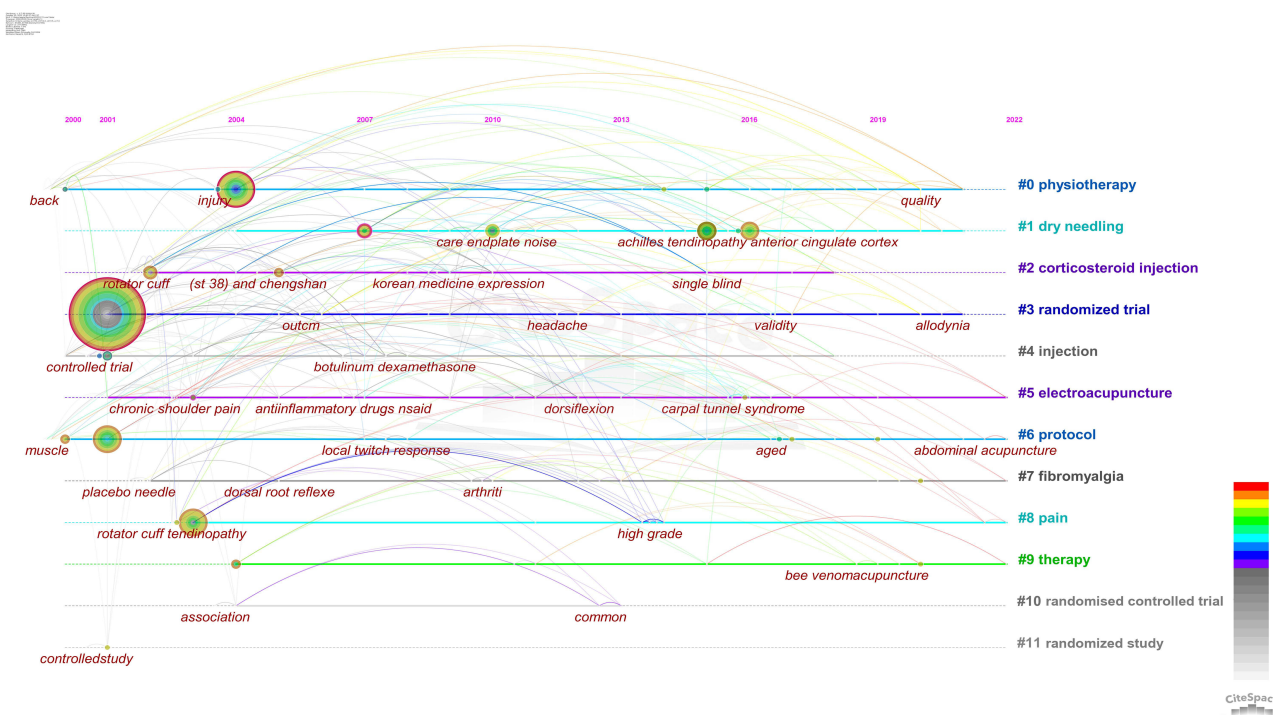 2000 2001 2004 2007 2010 2013 2016 2019 2022
#0 physiotherapy
back injury quality
#1 dry needling
care endplate noise achilles tendinopathy anterior cingulate cortex
#2 corticosteroid injection
rotator cuff (st 38) and chengshan korean medicine expression single blind
#3 randomized trial
outcm headache validity allodynia
#4 injection
controlled trial botulinum dexamethasone
#5 electroacupuncture
chronic shoulder pain antiinflammatory drugs nsaid dorsiflexion carpal tunnel syndrome
#6 protocol
muscle local twitch response aged abdominal acupuncture
#7 fibromyalgia
placebo needle dorsal root reflexe arthriti
#8 pain
rotator cuff tendinopathy high grade
#9 therapy
bee venomacupuncture
#10 randomised controlled trial
association common
#11 randomized study
controlledstudy
CiteSpac